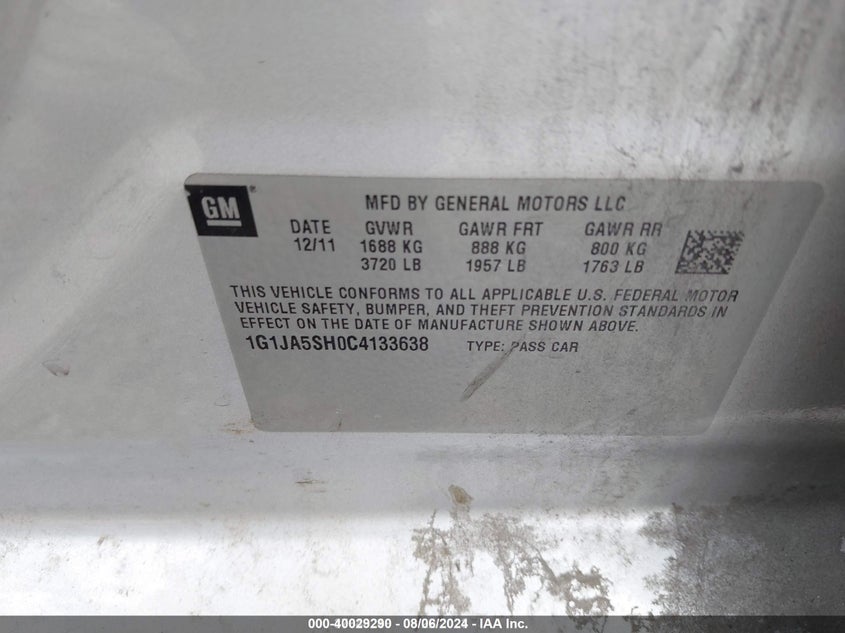 GM®
MFD BY GENERAL MOTORS LLC
DATE GVWR GAWR FRT GAWR RR
12/11 1688 KG 888 KG 800 KG
3720 LB 1957 LB 1763 LB
THIS VEHICLE CONFORMS TO ALL APPLICABLE U.S. FEDERAL MOTOR
VEHICLE SAFETY, BUMPER, AND THEFT PREVENTION STANDARDS IN
EFFECT ON THE DATE OF MANUFACTURE SHOWN ABOVE.
1G1JA5SH0C4133638 TYPE: PASS CAR
000-40029290 - 08/06/2024 - IAA Inc.